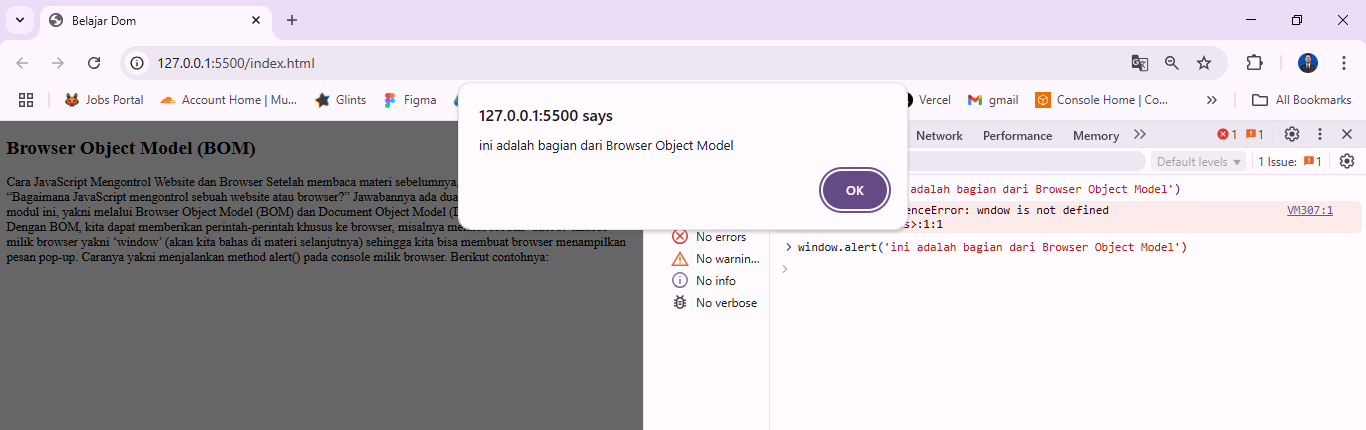 Belajar Dom
127.0.0.1:5500/index.html
Jobs Portal
Account Home | Mu...
Glints
Figma
Vercel
gmail
Console Home | Co...
All Bookmarks
127.0.0.1:5500 says
ini adalah bagian dari Browser Object Model
OK
Browser Object Model (BOM)
Cara JavaScript Mengontrol Website dan Browser Setelah membaca materi sebelumnya.
“Bagaimana JavaScript mengontrol sebuah website atau browser?” Jawabannya ada dua
modul ini, yakni melalui Browser Object Model (BOM) dan Document Object Model (
Dengan BOM, kita dapat memberikan perintah-perintah khusus ke browser, misalnya
milik browser yakni ‘window’ (akan kita bahas di materi selanjutnya) sehingga kita bisa membuat browser menampilkan
pesan pop-up. Caranya yakni menjalankan method alert() pada console milik browser. Berikut contohnya:
Network
Performance
Memory
1
1
Default levels
1 Issue:
1
No errors
No warnin...
No info
No verbose
adalah bagian dari Browser Object Model')
enceError: wndow is not defined
VM307:1
s>:1:1
window.alert('ini adalah bagian dari Browser Object Model')